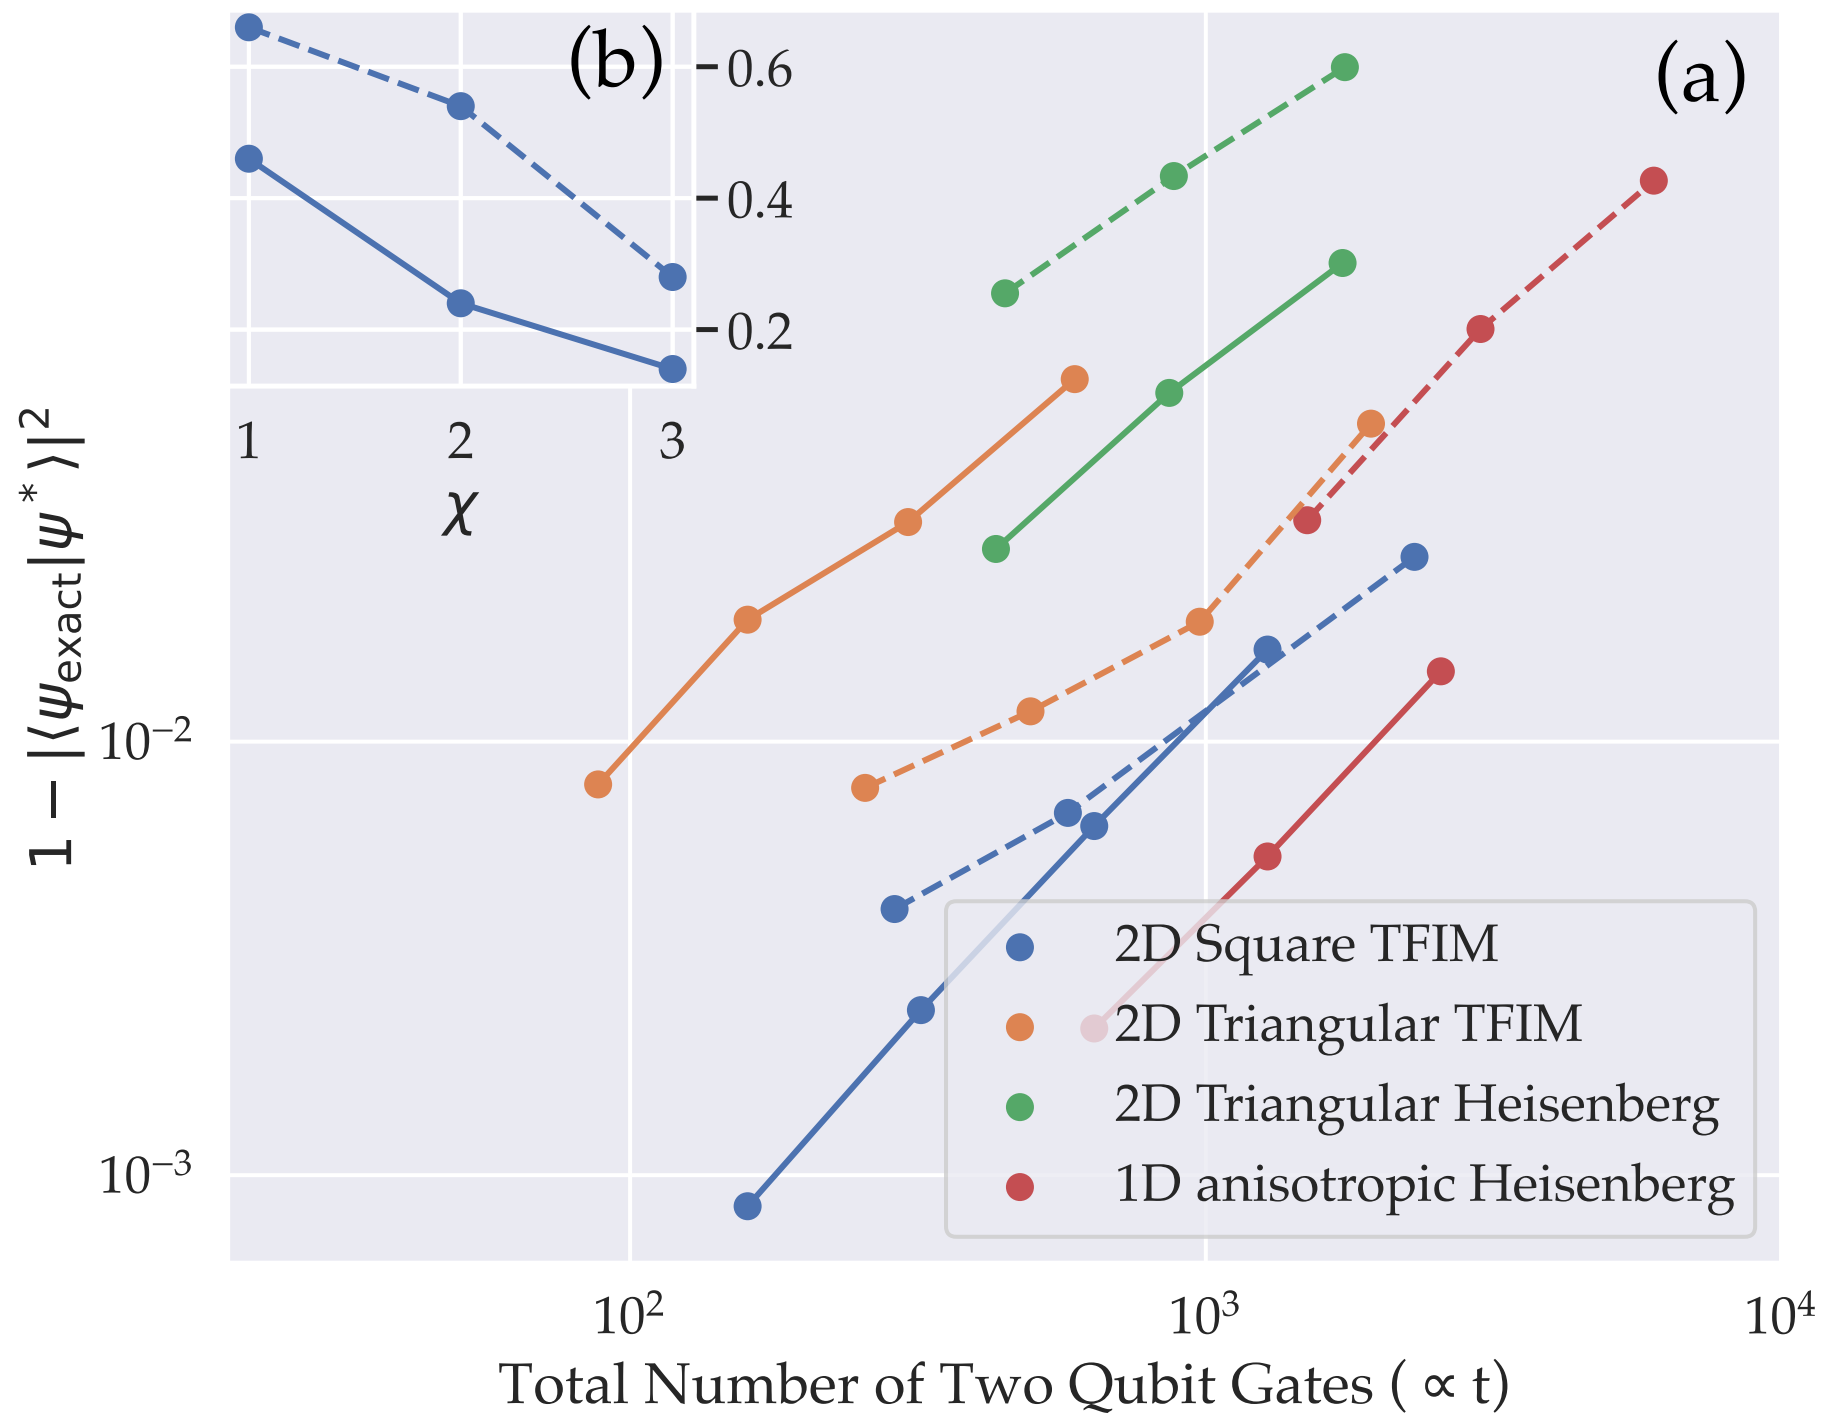 (b)
(a)
0.6
0.4
0.2
1 2 3
χ
1 − |⟨ψ_exact|ψ*⟩|²
10⁻²
10⁻³
2D Square TFIM
2D Triangular TFIM
2D Triangular Heisenberg
1D anisotropic Heisenberg
10² 10³ 10⁴
Total Number of Two Qubit Gates ( ∝ t)